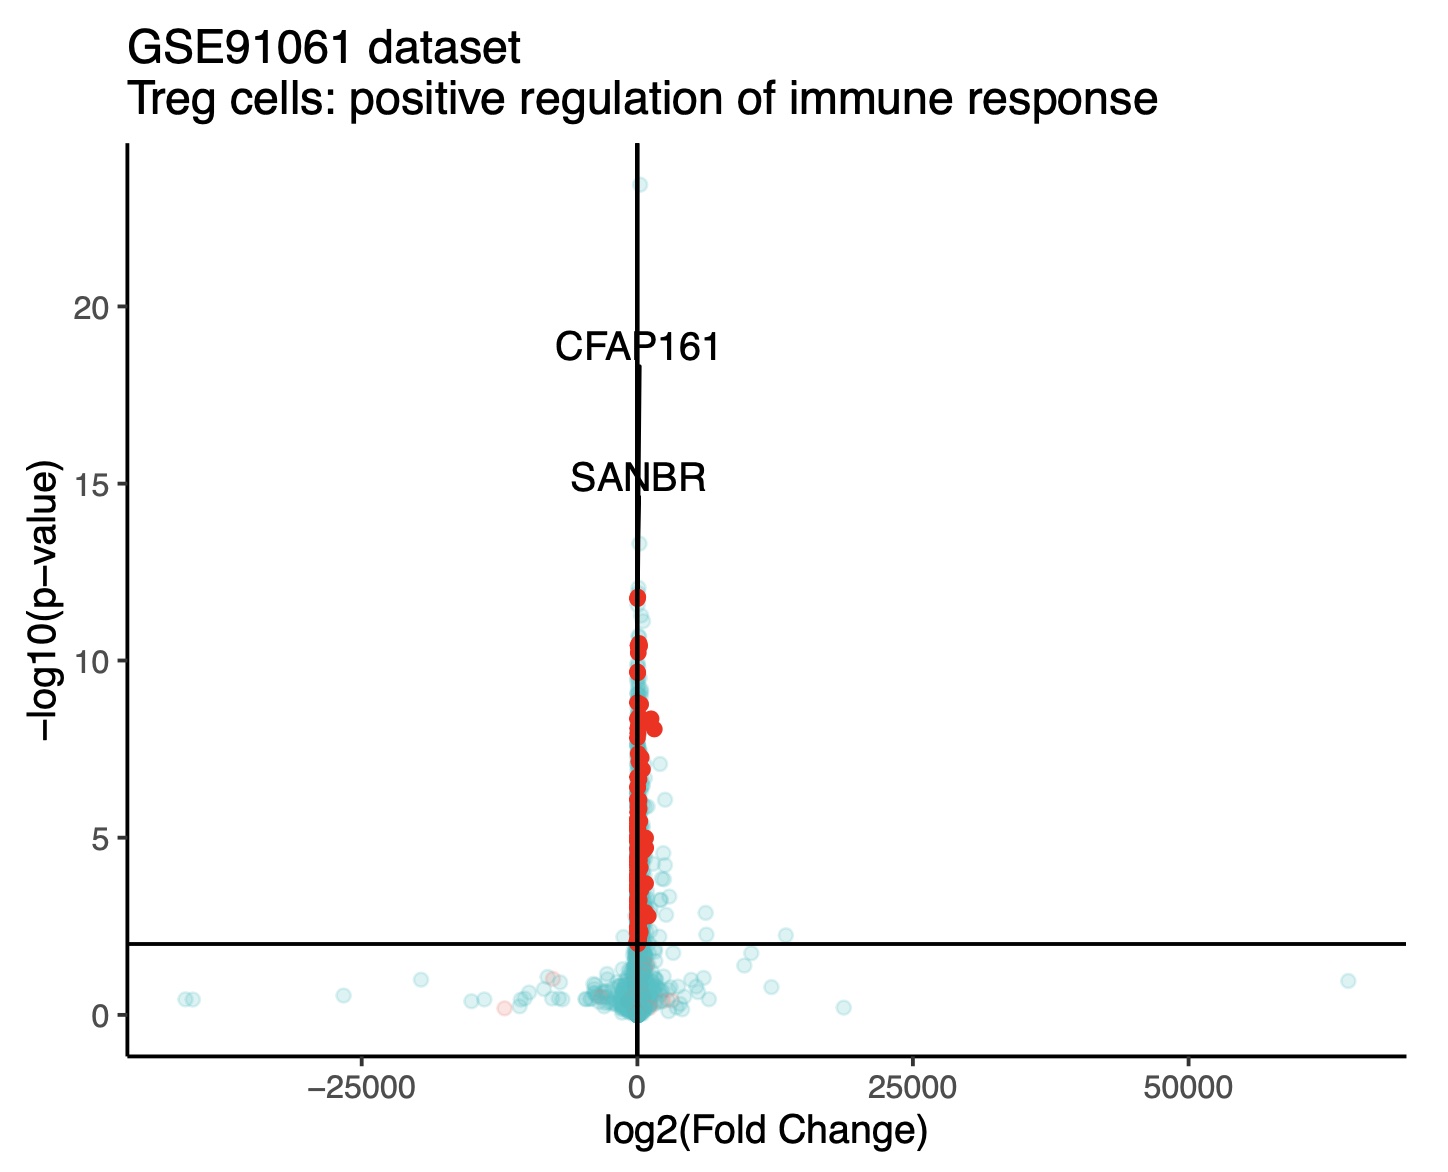 GSE91061 dataset
Treg cells: positive regulation of immune response
CFAP161
SANBR
20
15
10
5
0
−log10(p−value)
−25000
0
25000
50000
log2(Fold Change)